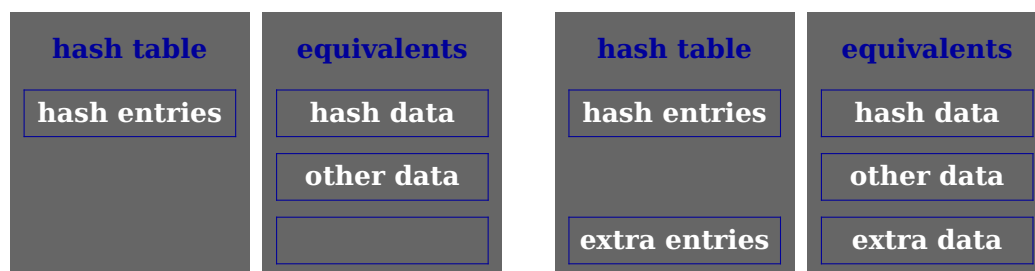 hash table
hash entries
equivalents
hash data
other data
hash table
hash entries
extra entries
equivalents
hash data
other data
extra data